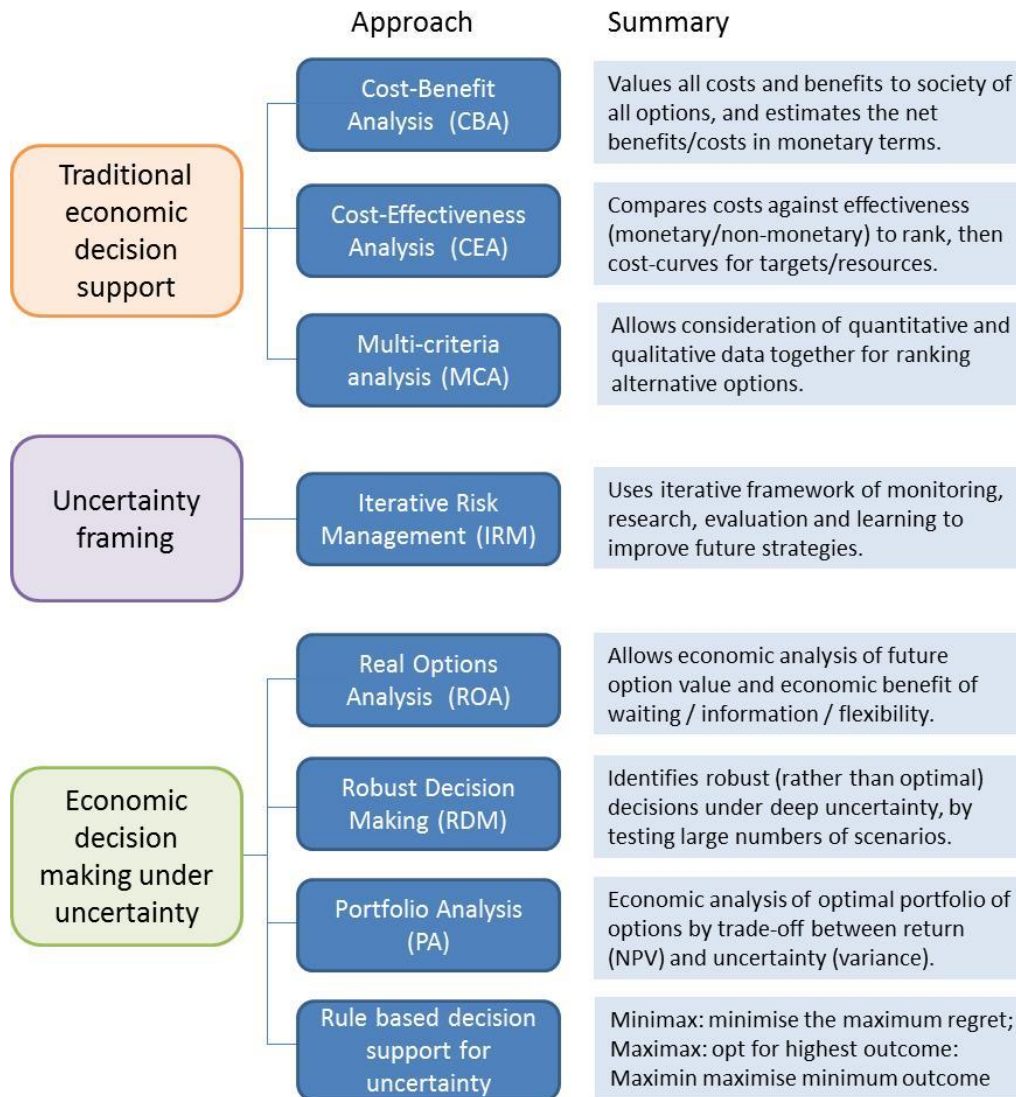 Approach
Summary
Traditional
economic
decision
support
Cost-Benefit
Analysis (CBA)
Values all costs and benefits to society of
all options, and estimates the net
benefits/costs in monetary terms.
Cost-Effectiveness
Analysis (CEA)
Compares costs against effectiveness
(monetary/non-monetary) to rank, then
cost-curves for targets/resources.
Multi-criteria
analysis (MCA)
Allows consideration of quantitative and
qualitative data together for ranking
alternative options.
Uncertainty
framing
Iterative Risk
Management (IRM)
Uses iterative framework of monitoring,
research, evaluation and learning to
improve future strategies.
Economic
decision
making under
uncertainty
Real Options
Analysis (ROA)
Allows economic analysis of future
option value and economic benefit of
waiting / information / flexibility.
Robust Decision
Making (RDM)
Identifies robust (rather than optimal)
decisions under deep uncertainty, by
testing large numbers of scenarios.
Portfolio Analysis
(PA)
Economic analysis of optimal portfolio of
options by trade-off between return
(NPV) and uncertainty (variance).
Rule based decision
support for
uncertainty
Minimax: minimise the maximum regret;
Maximax: opt for highest outcome:
Maximin maximise minimum outcome